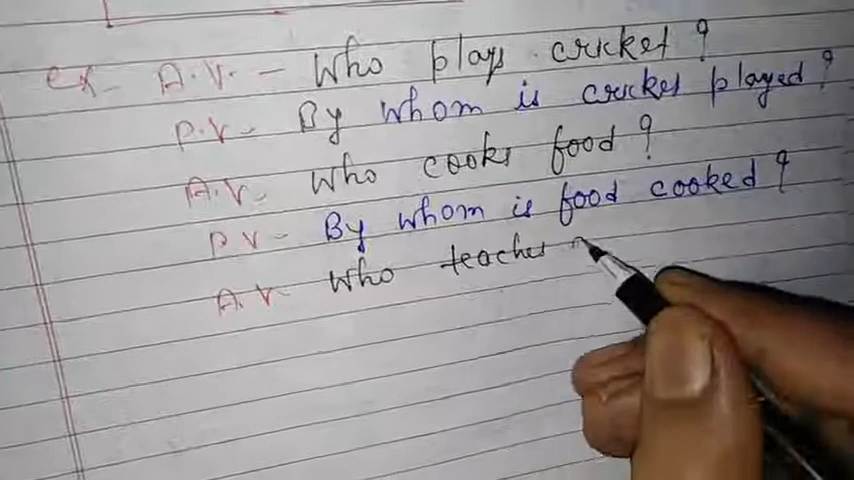 ex- A.V. - Who plays cricket ?
P.V- By whom is cricket played ?
A.V- Who cooks food ?
P V- By whom is food cooked ?
A V- Who teaches